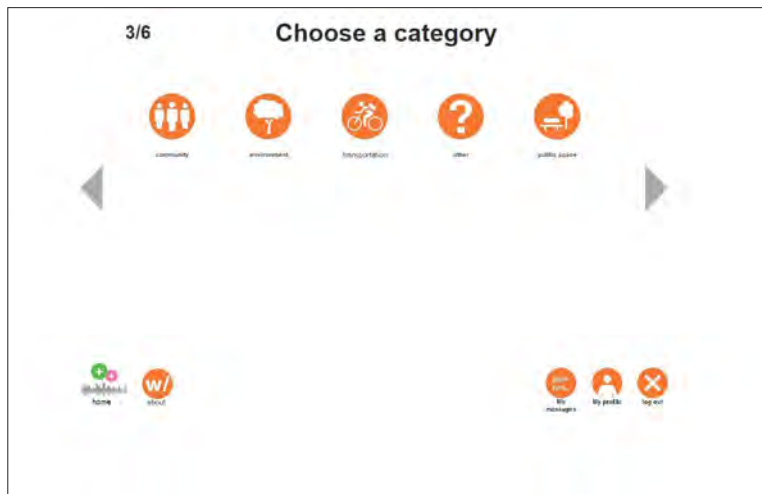 3/6 Choose a category
community environment transportation other public space
?
w/
home about My messages My profile log out